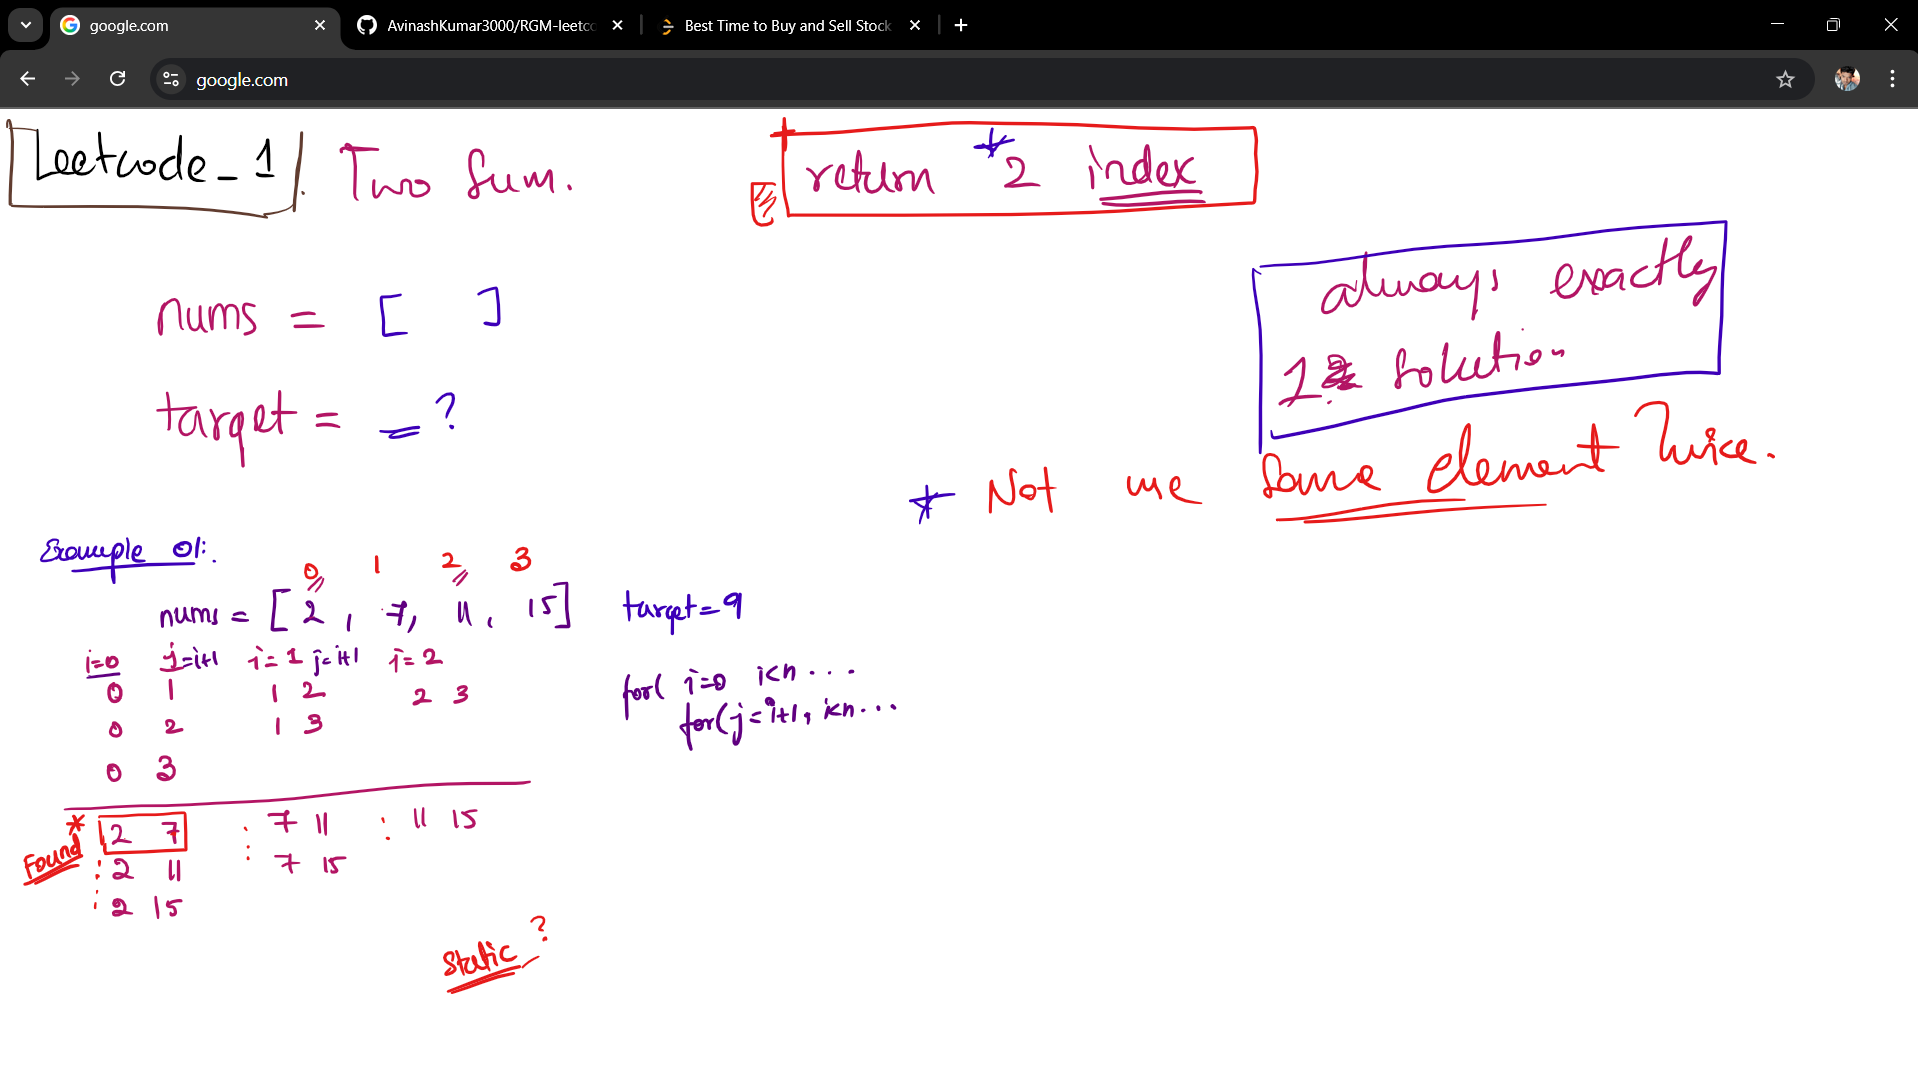 google.com
AvinashKumar3000/RGM-leetco
Best Time to Buy and Sell Stock
google.com
Leetcode_1. Two Sum.
return 2 index
always exactly
1 solution
nums = [ ]
target = _ ?
* Not use same element twice.
Example 01:
0 1 2 3
nums = [ 2, 7, 11, 15] target=9
i=0 j=i+1 i=1 j=i+1 i=2
0 1 1 2 2 3
0 2 1 3
0 3
for( i=0 i<n ...
for(j=i+1, i<n...
* 2 7 : 7 11 : 11 15
Found
2 11 : 7 15
2 15
static ?